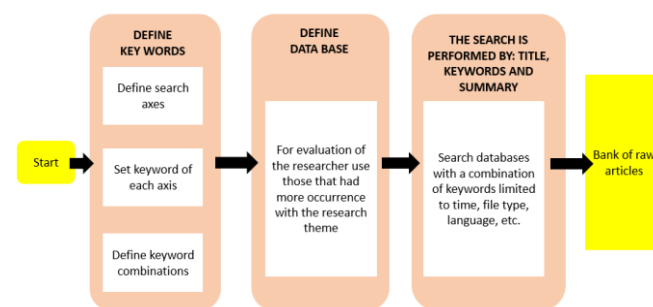 Start
DEFINE
KEY WORDS
Define search
axes
Set keyword of
each axis
Define keyword
combinations
DEFINE
DATA BASE
For evaluation of
the researcher use
those that had
more occurrence
with the research
theme
THE SEARCH IS
PERFORMED BY: TITLE,
KEYWORDS AND
SUMMARY
Search databases
with a combination
of keywords limited
to time, file type,
language, etc.
Bank of raw
articles